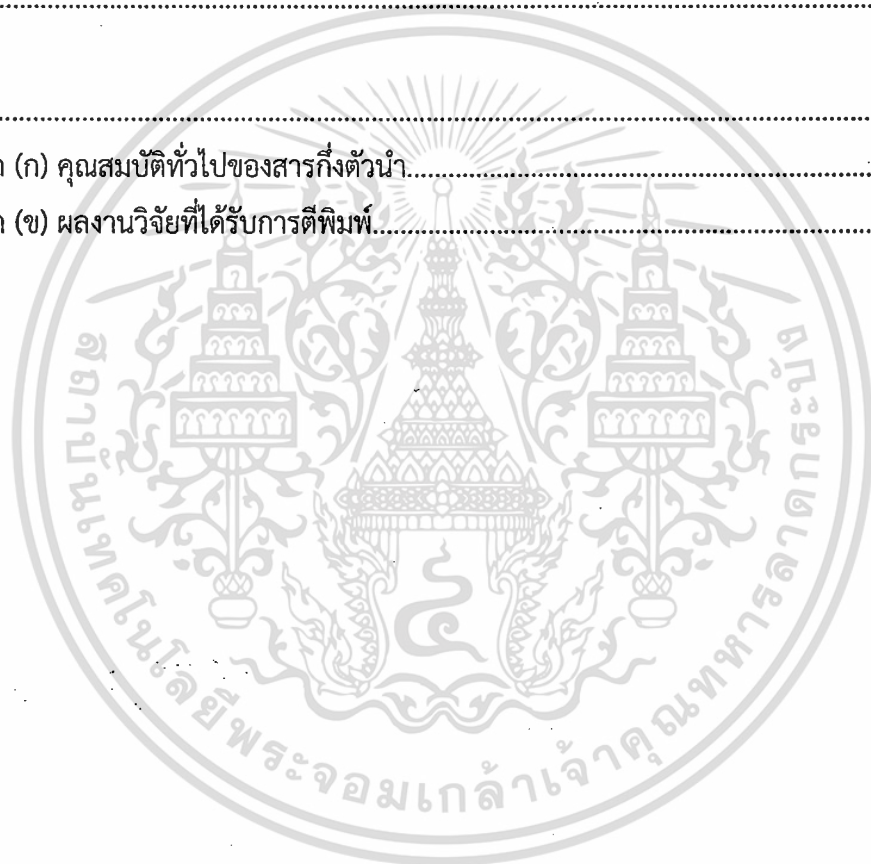 (ก) คุณสมบัติทั่วไปของสารกึ่งตัวนำ
(ข) ผลงานวิจัยที่ได้รับการตีพิมพ์
สถาบันเทคโนโลยีพระจอมเกล้าเจ้าคุณทหารลาดกระบัง
๔